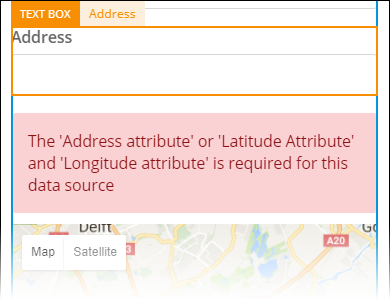 TEXT BOX Address
Address
The 'Address attribute' or 'Latitude Attribute'
and 'Longitude attribute' is required for this
data source
Delft
Map Satellite
A20